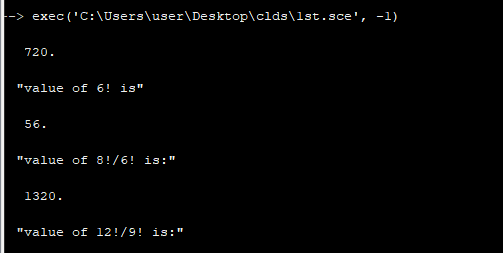 --> exec('C:\Users\user\Desktop\clds\lst.sce', -1)
720.
"value of 6! is"
56.
"value of 8!/6! is:"
1320.
"value of 12!/9! is:"